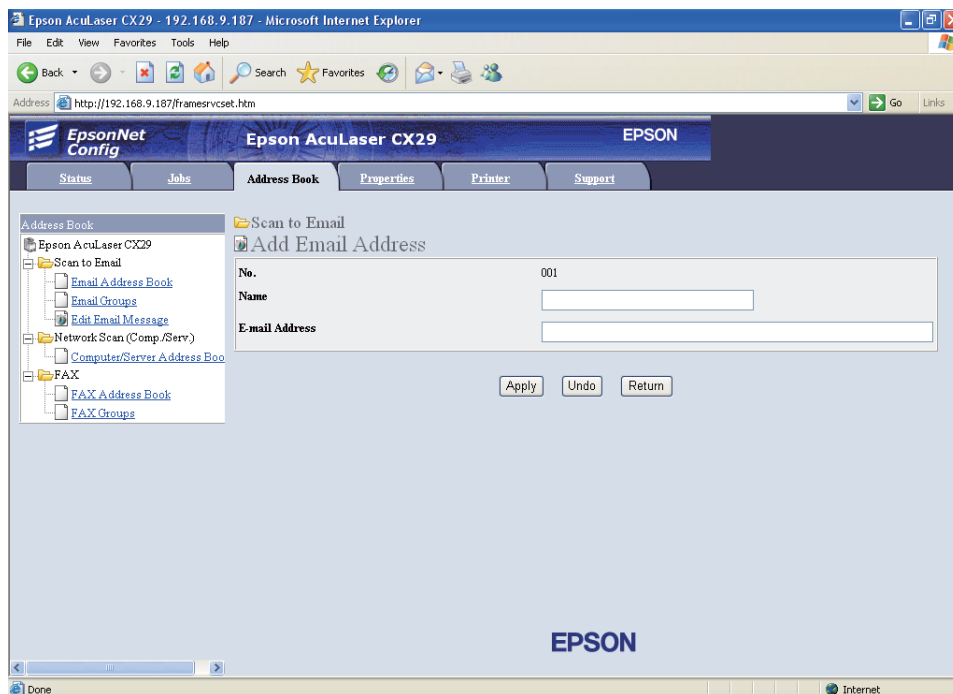 Epson AcuLaser CX29 - 192.168.9.187 - Microsoft Internet Explorer
File Edit View Favorites Tools Help
Back Search Favorites
Address http://192.168.9.187/framesrvcset.htm Go Links
EpsonNet
Config
Epson AcuLaser CX29
EPSON
Status Jobs Address Book Properties Printer Support
Address Book
Epson AcuLaser CX29
Scan to Email
Email Address Book
Email Groups
Edit Email Message
Network Scan (Comp./Serv.)
Computer/Server Address Boo
FAX
FAX Address Book
FAX Groups
Scan to Email
Add Email Address
No. 001
Name
E-mail Address
Apply Undo Return
EPSON
Done Internet